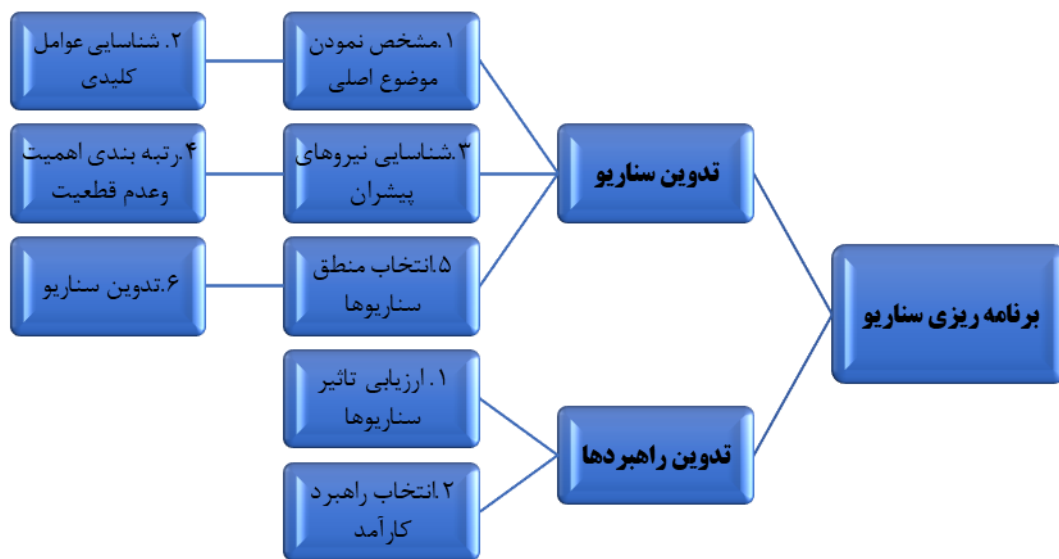 برنامه ریزی سناریو
تدوین سناریو
۱.مشخص نمودن
موضوع اصلی
۲. شناسایی عوامل
کلیدی
۳.شناسایی نیروهای
پیشران
۴.رتبه بندی اهمیت
وعدم قطعیت
۵.انتخاب منطق
سناریوها
۶.تدوین سناریو
تدوین راهبردها
۱. ارزیابی تاثیر
سناریوها
۲.انتخاب راهبرد
کارآمد